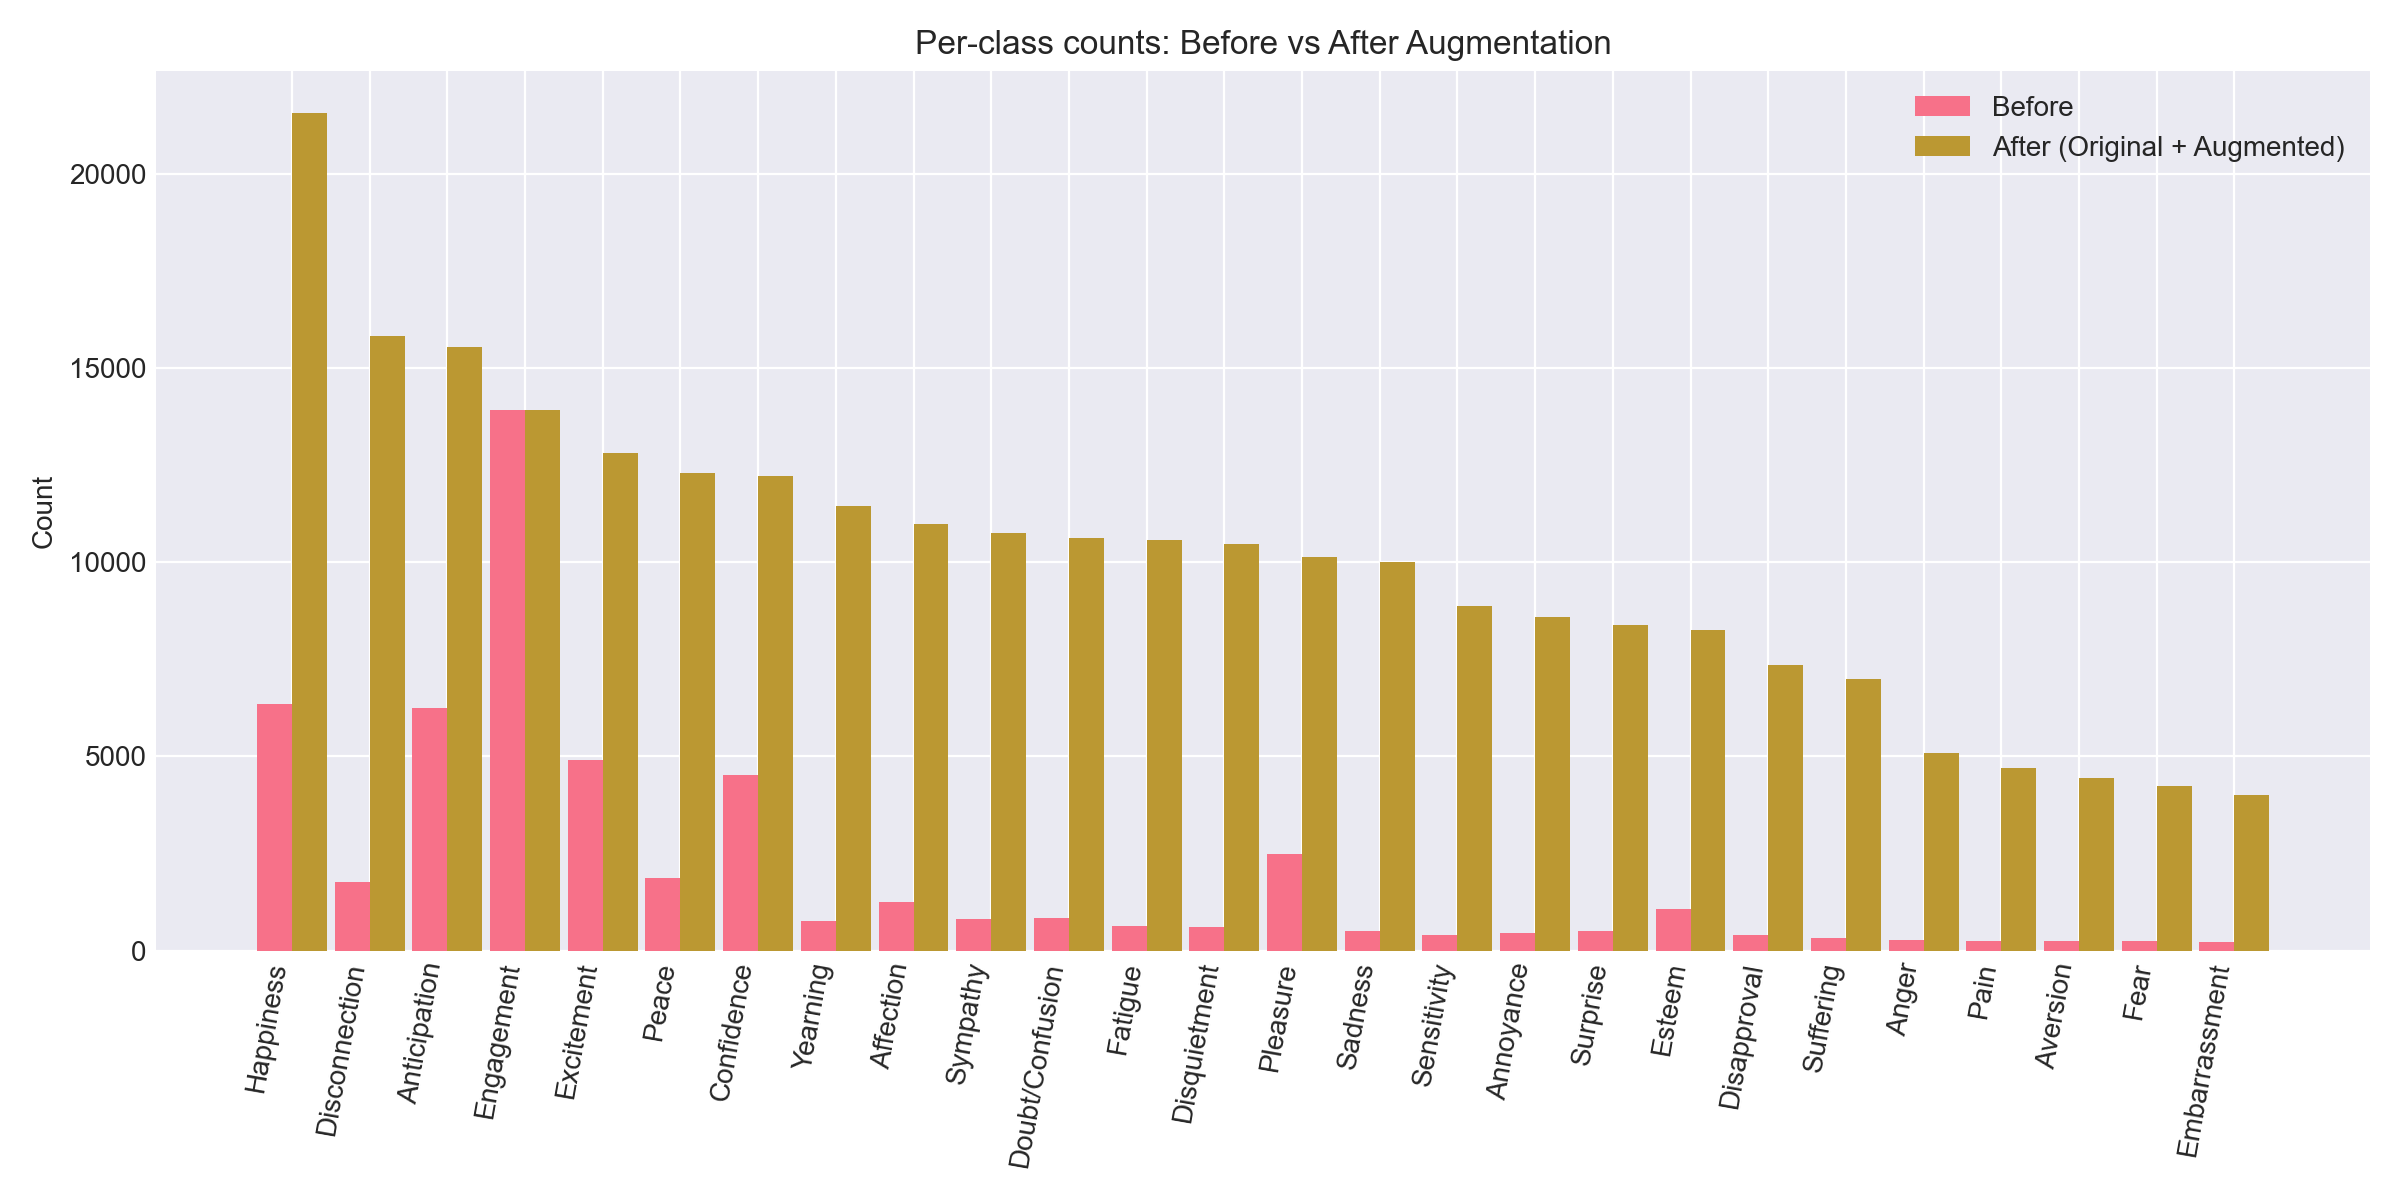 Per-class counts: Before vs After Augmentation
Before
After (Original + Augmented)
Count
20000
15000
10000
5000
0
Happiness
Disconnection
Anticipation
Engagement
Excitement
Peace
Confidence
Yearning
Affection
Sympathy
Doubt/Confusion
Fatigue
Disquietment
Pleasure
Sadness
Sensitivity
Annoyance
Surprise
Esteem
Disapproval
Suffering
Anger
Pain
Aversion
Fear
Embarrassment